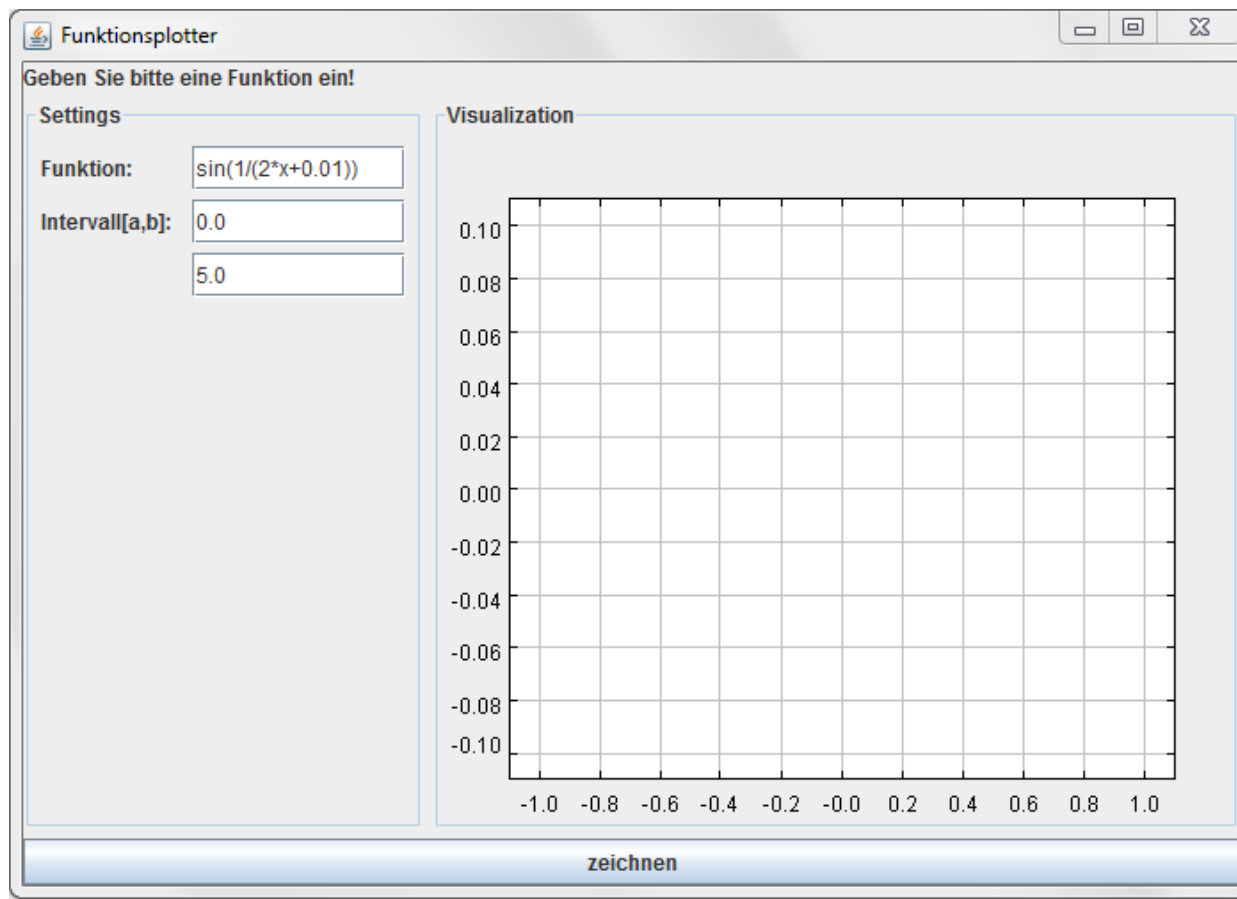 Funktionsplotter
Geben Sie bitte eine Funktion ein!
Settings
Funktion: sin(1/(2*x+0.01))
Intervall[a,b]: 0.0
5.0
Visualization
0.10
0.08
0.06
0.04
0.02
0.00
-0.02
-0.04
-0.06
-0.08
-0.10
-1.0 -0.8 -0.6 -0.4 -0.2 -0.0 0.2 0.4 0.6 0.8 1.0
zeichnen